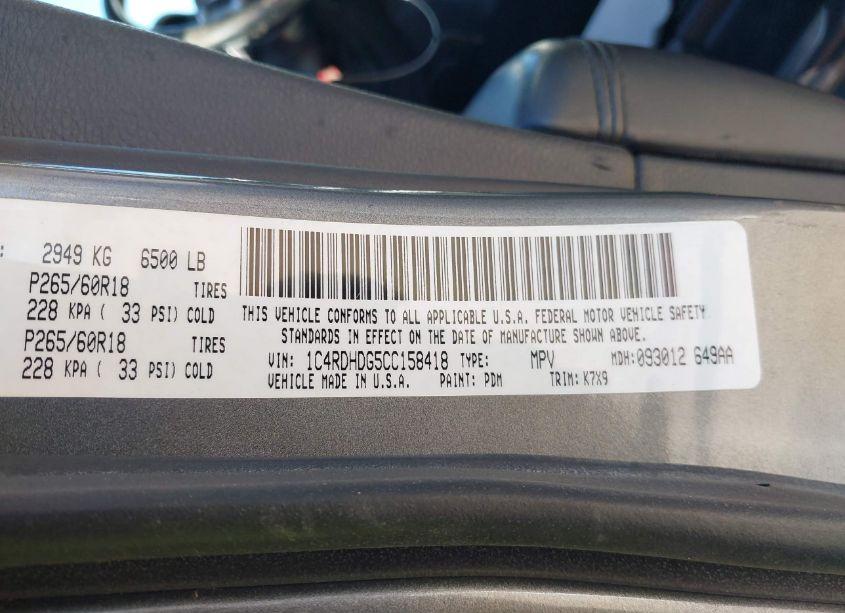 : 2949 KG 6500 LB
P265/60R18 TIRES
228 KPA ( 33 PSI) COLD
P265/60R18 TIRES
228 KPA ( 33 PSI) COLD
THIS VEHICLE CONFORMS TO ALL APPLICABLE U.S.A. FEDERAL MOTOR VEHICLE SAFETY
STANDARDS IN EFFECT ON THE DATE OF MANUFACTURE SHOWN ABOVE.
VIN: 1C4RDHDG5CC158418 TYPE: MPV MDH:093012 649AA
VEHICLE MADE IN U.S.A. PAINT: PDM TRIM: K7X9